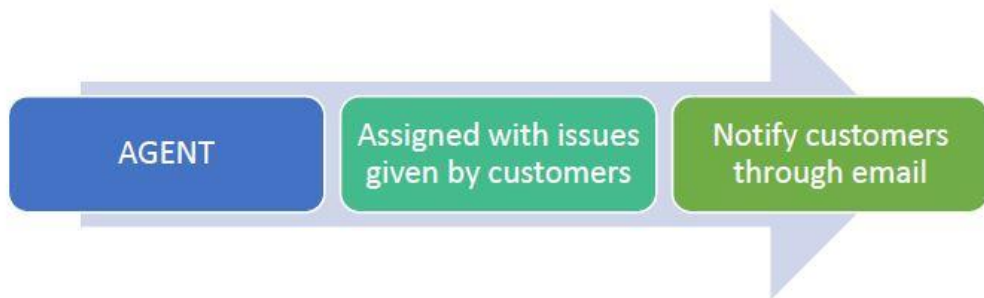 AGENT
Assigned with issues
given by customers
Notify customers
through email